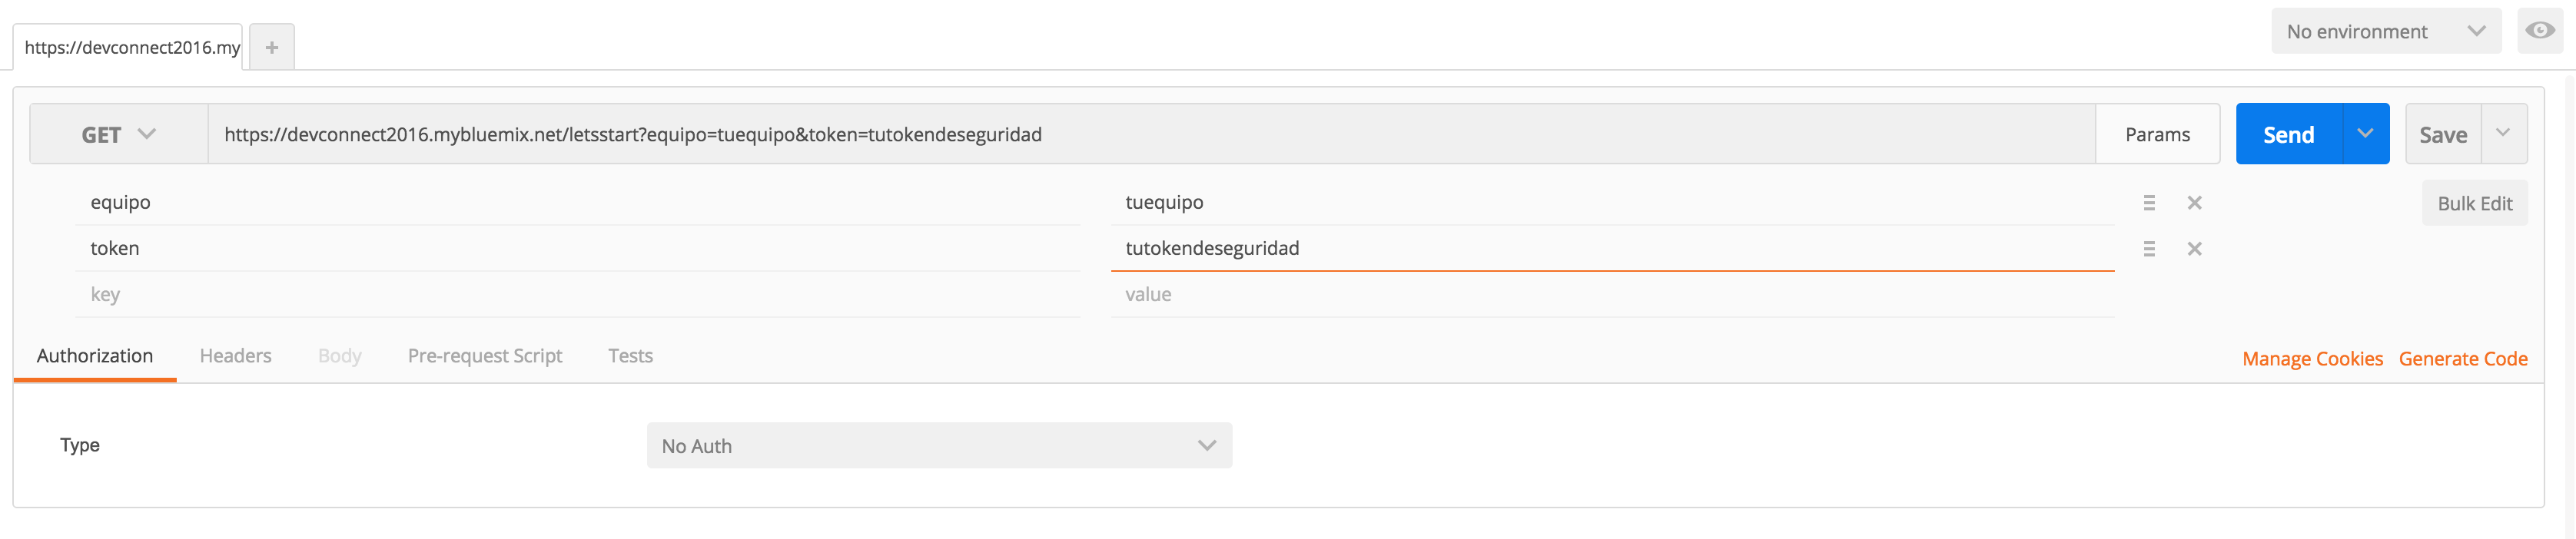 https://devconnect2016.my
+
No environment
GET
https://devconnect2016.mybluemix.net/letsstart?equipo=tuequipo&token=tutokendeseguridad
Params
Send
Save
equipo
tuequipo
Bulk Edit
token
tutokendeseguridad
key
value
Authorization
Headers
Body
Pre-request Script
Tests
Manage Cookies
Generate Code
Type
No Auth